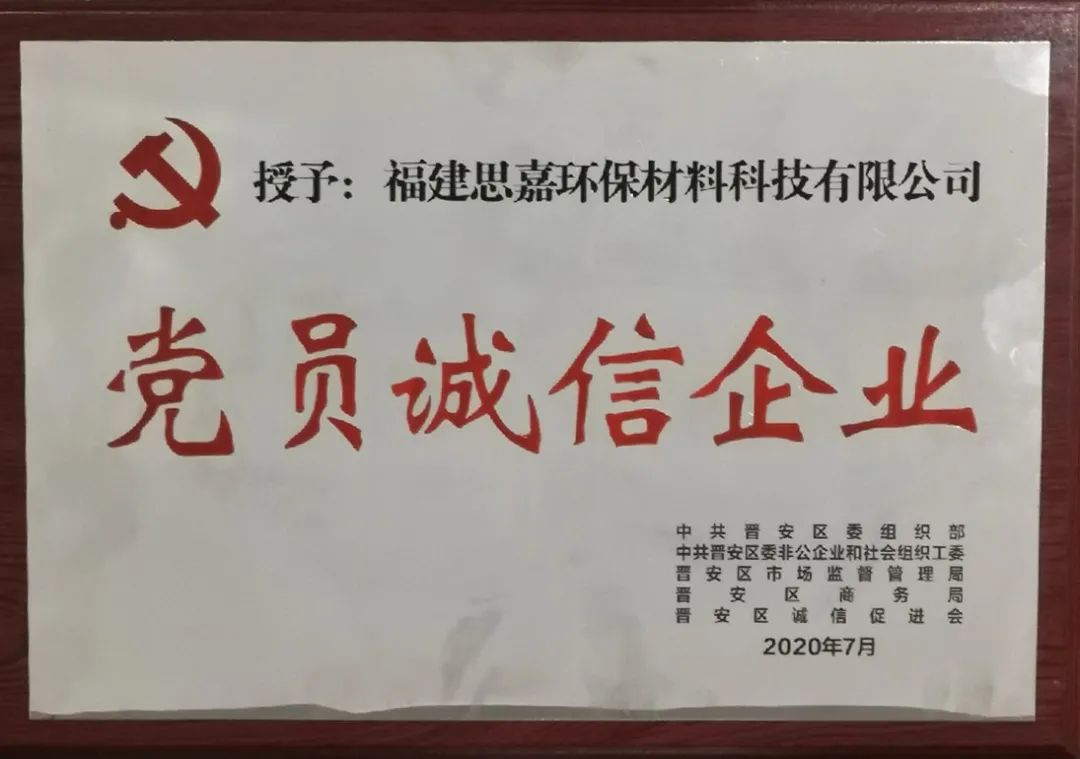 授予：福建思嘉环保材料科技有限公司
党员诚信企业
中共晋安区委组织部
中共晋安区委非公企业和社会组织工委
晋安区市场监督管理局
晋安区商务局
晋安区诚信促进会
2020年7月